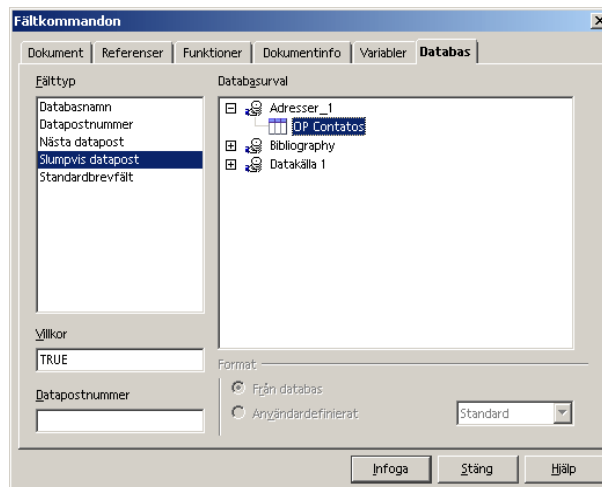 Fältkommandon
Dokument Referenser Funktioner Dokumentinfo Variabler Databas
Fälttyp
Databasnamn
Datapostnummer
Nästa datapost
Slumpvis datapost
Standardbrevfält
Databasurval
Adresser_1
OP Contatos
Bibliography
Datakälla 1
Villkor
TRUE
Datapostnummer
Format
Från databas
Användardefinierat
Standard
Infoga Stäng Hjälp